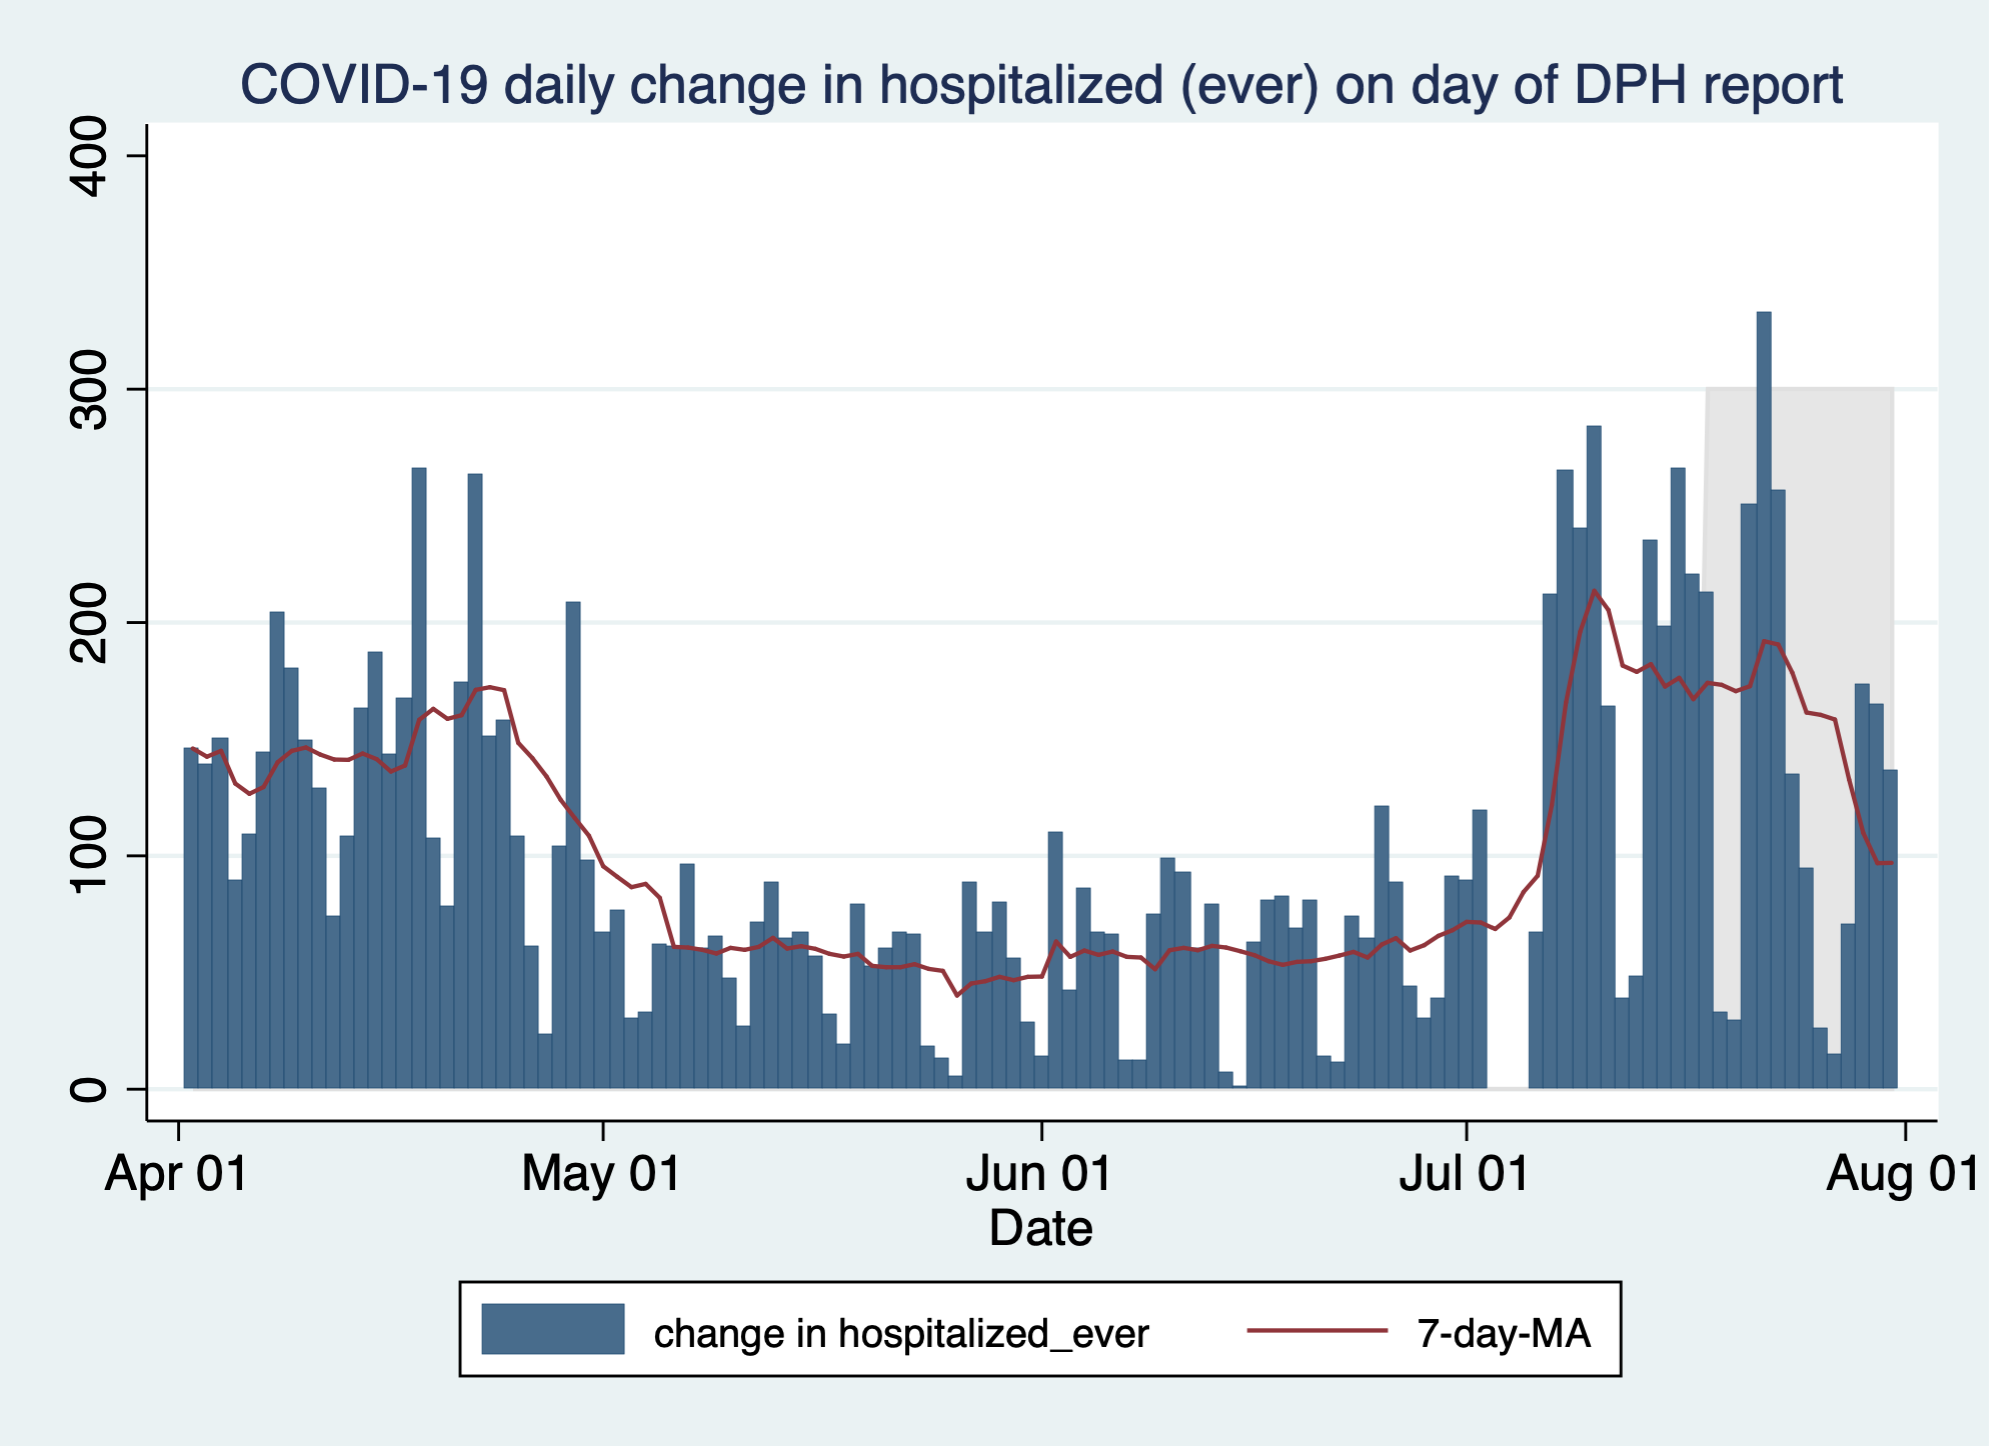 COVID-19 daily change in hospitalized (ever) on day of DPH report
400
300
200
100
0
Apr 01
May 01
Jun 01
Jul 01
Aug 01
Date
change in hospitalized_ever
7-day-MA